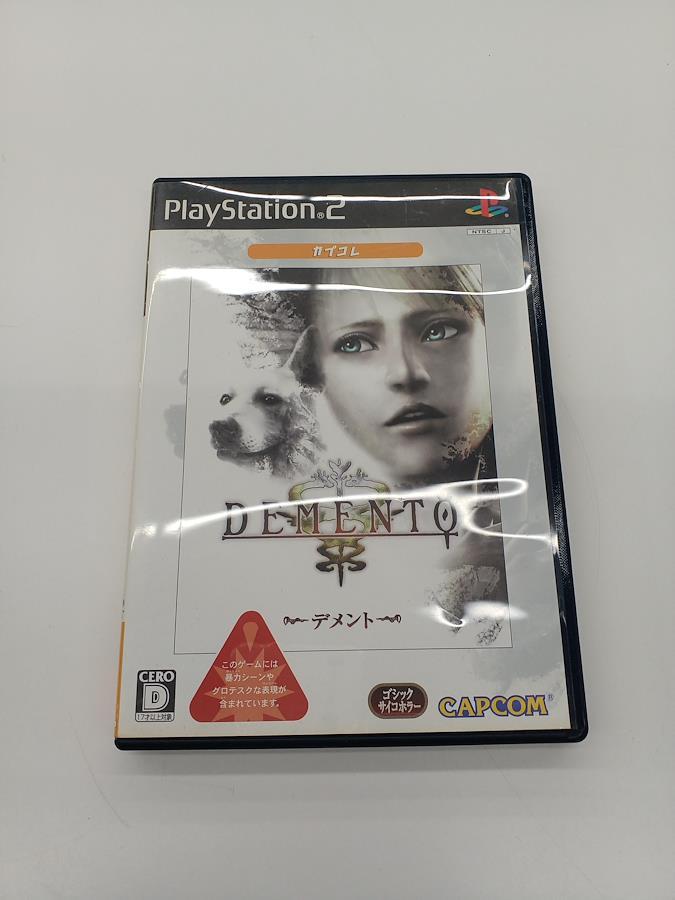 PlayStation®2
NTSC J
カプコレ
DEMENTO
デメント
このゲームには
暴力シーンや
グロテスクな表現が
含まれています。
CERO
D
17才以上対象
ゴシック
サイコホラー
CAPCOM®